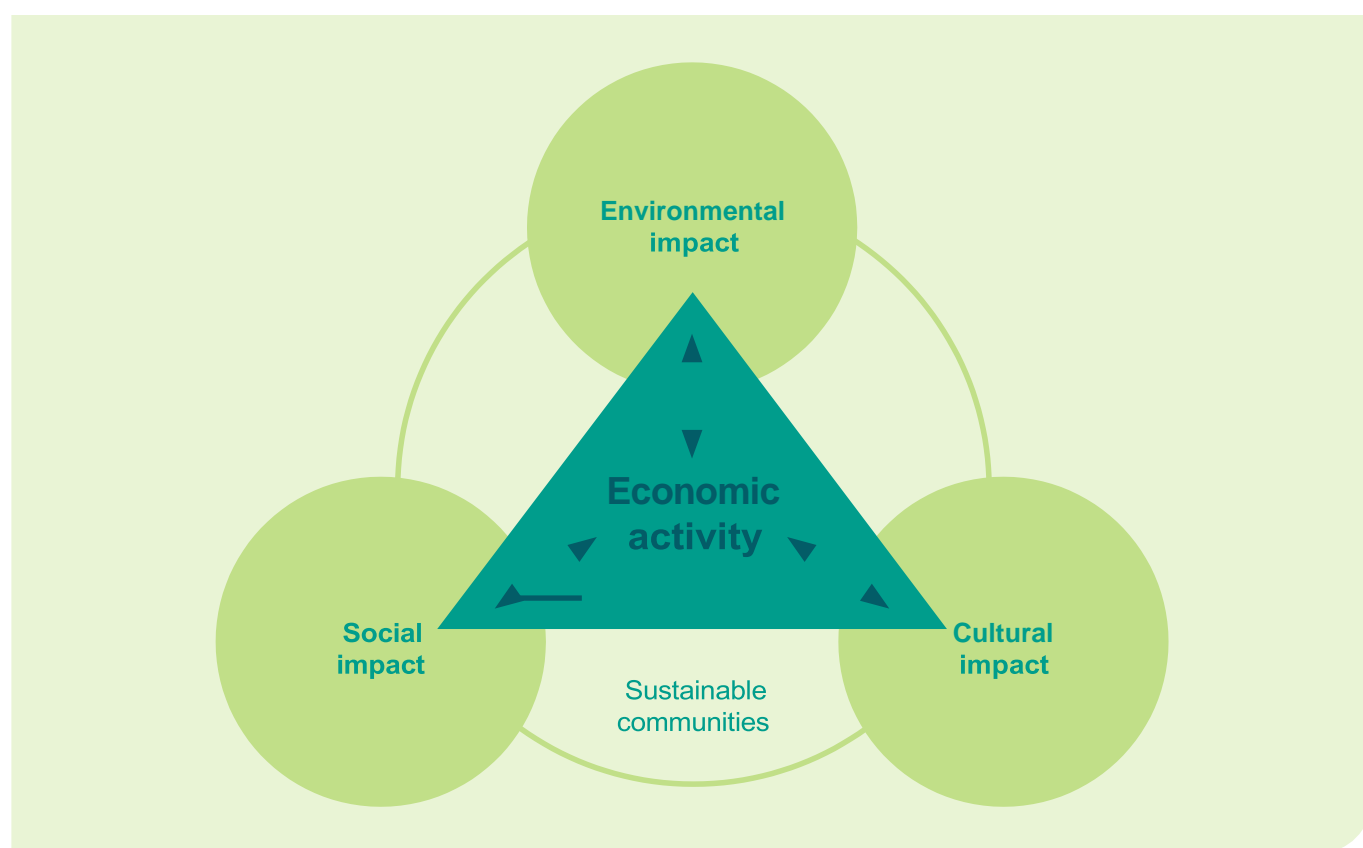 Environmental
impact
Economic
activity
Social
impact
Cultural
impact
Sustainable
communities